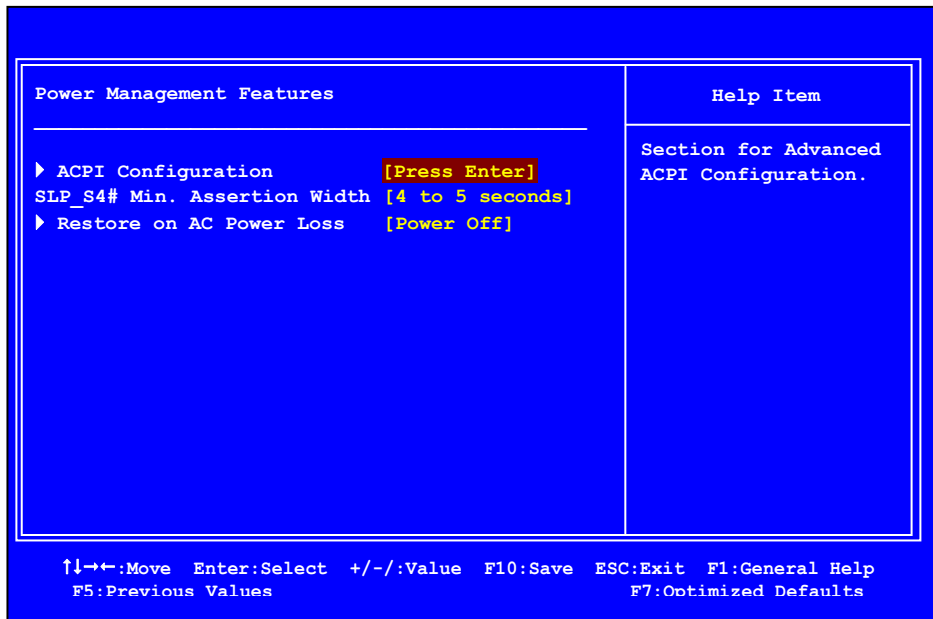 Power Management Features
Help Item
ACPI Configuration [Press Enter]
SLP_S4# Min. Assertion Width [4 to 5 seconds]
Restore on AC Power Loss [Power Off]
Section for Advanced
ACPI Configuration.
↑↓→←:Move Enter:Select +/-/:Value F10:Save ESC:Exit F1:General Help
F5:Previous Values F7:Optimized Defaults